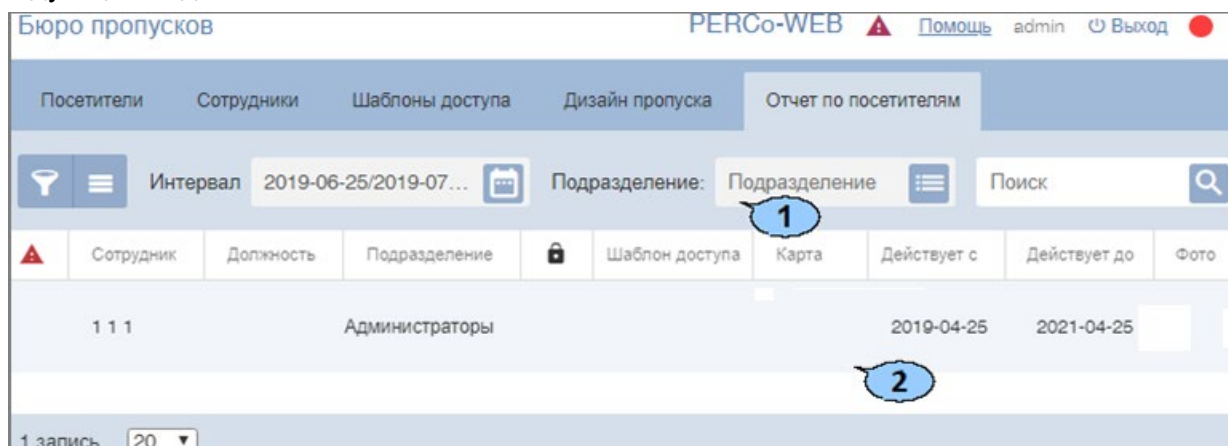 Бюро пропусков PERCo-WEB Помощь admin Выход
Посетители Сотрудники Шаблоны доступа Дизайн пропуска Отчет по посетителям
Интервал 2019-06-25/2019-07... Подразделение: Подразделение Поиск
1
Сотрудник Должность Подразделение Шаблон доступа Карта Действует с Действует до Фото
1 1 1 Администраторы 2019-04-25 2021-04-25
2
1 запись 20